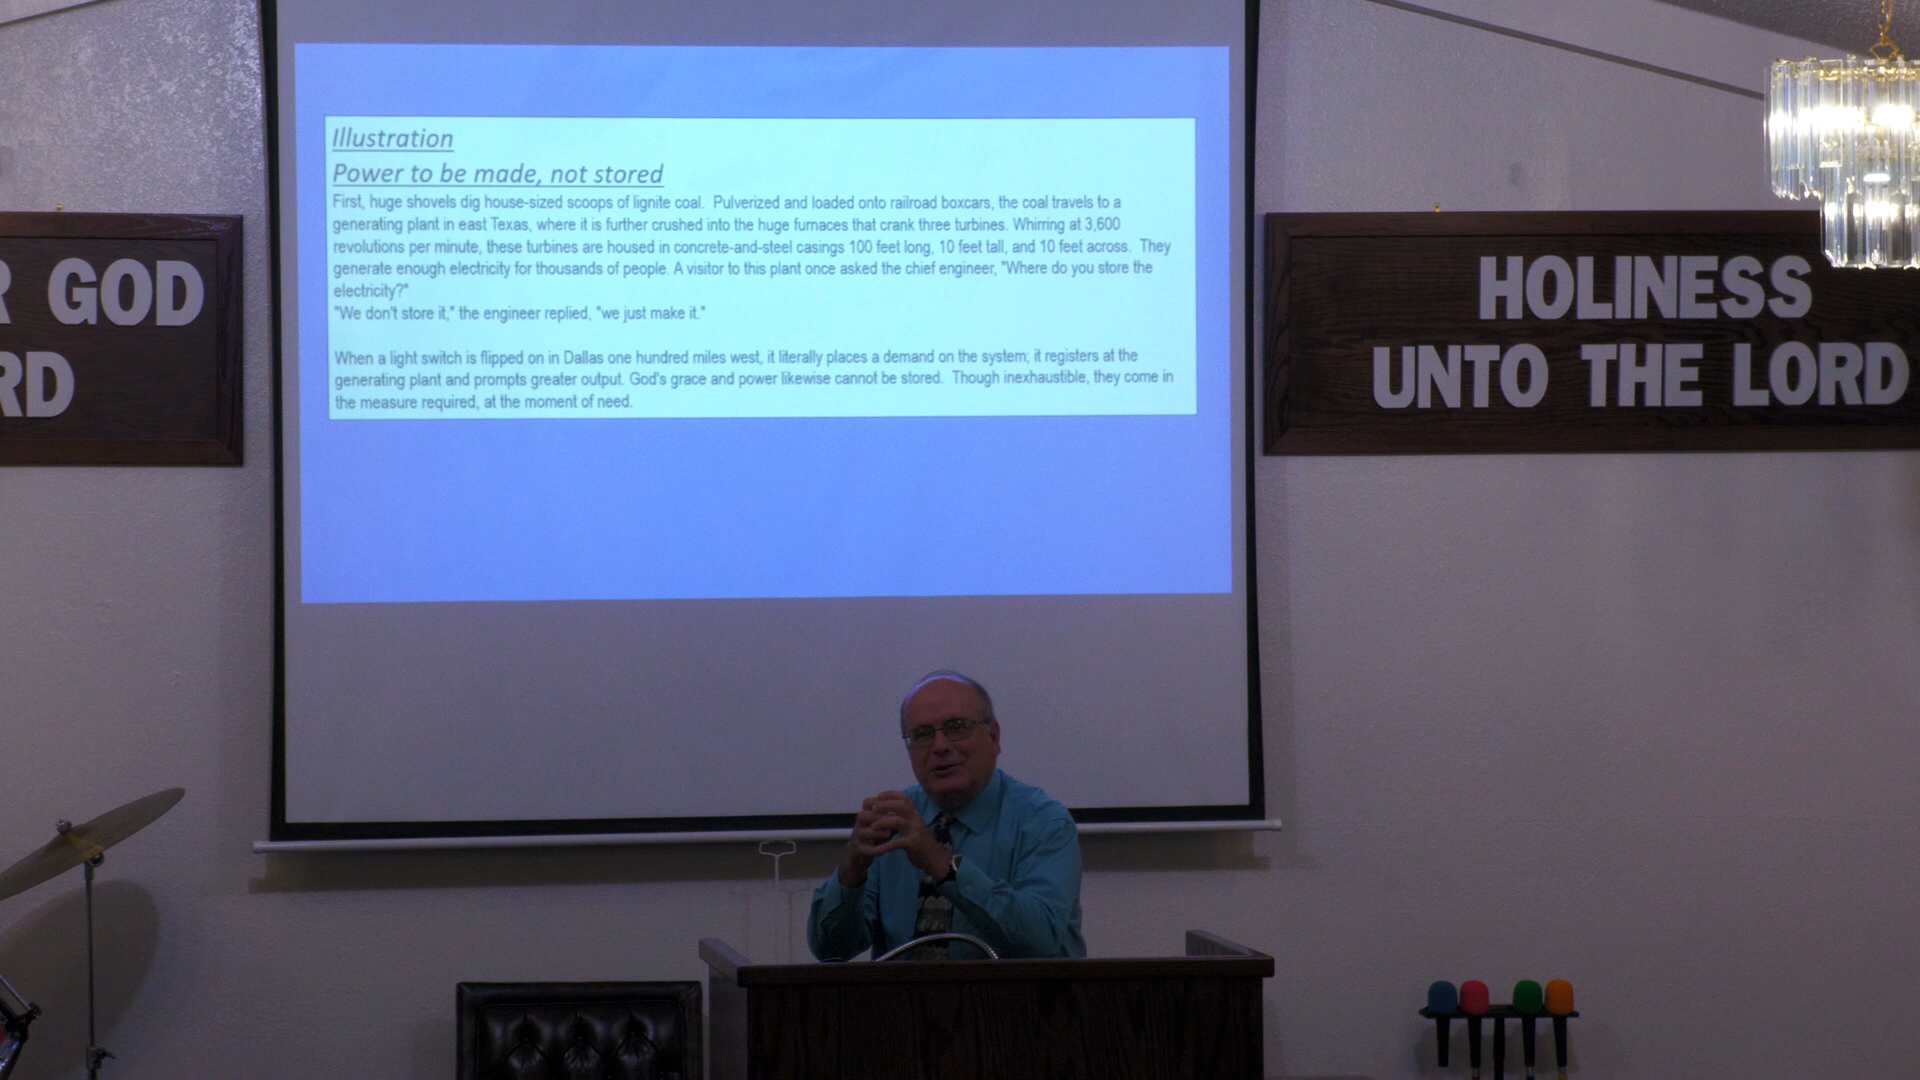 Illustration
Power to be made, not stored
First, huge shovels dig house-sized scoops of lignite coal. Pulverized and loaded onto railroad boxcars, the coal travels to a
generating plant in east Texas, where it is further crushed into the huge furnaces that crank three turbines. Whirring at 3,600
revolutions per minute, these turbines are housed in concrete-and-steel casings 100 feet long, 10 feet tall, and 10 feet across. They
generate enough electricity for thousands of people. A visitor to this plant once asked the chief engineer, "Where do you store the
electricity?"
"We don't store it," the engineer replied, "we just make it."
When a light switch is flipped on in Dallas one hundred miles west, it literally places a demand on the system; it registers at the
generating plant and prompts greater output. God's grace and power likewise cannot be stored. Though inexhaustible, they come in
the measure required, at the moment of need.
R GOD
RD
HOLINESS
UNTO THE LORD